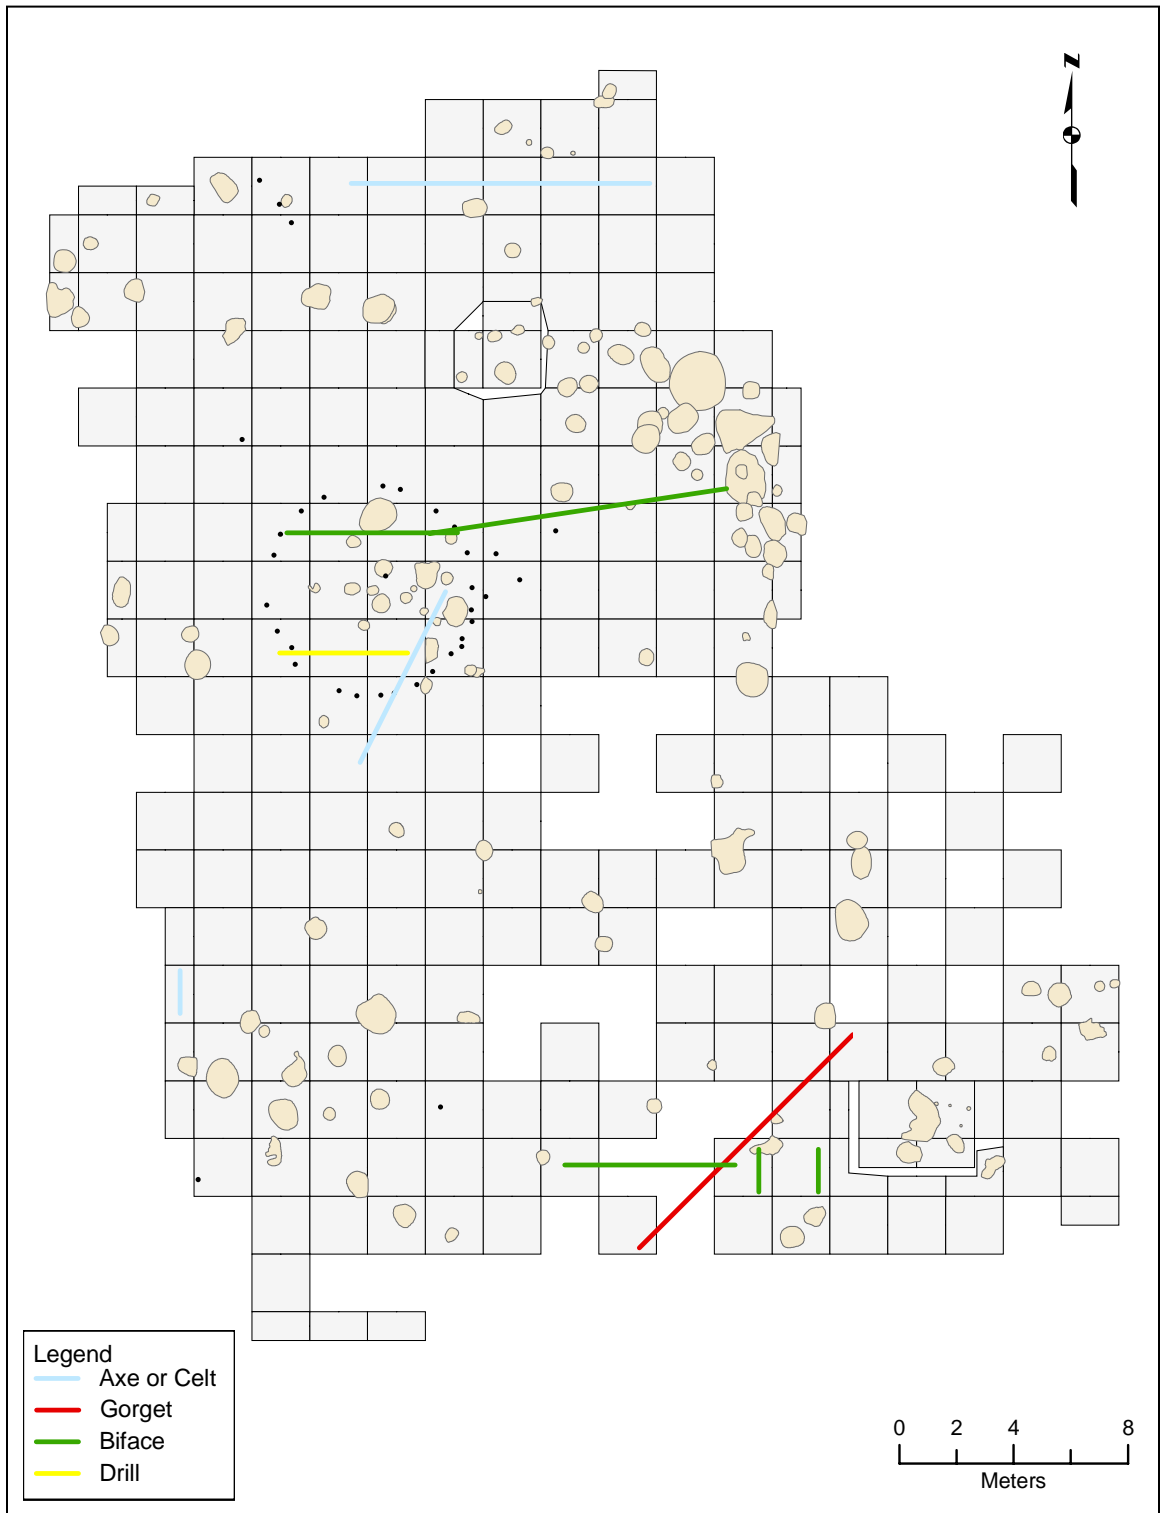 N
Legend
Axe or Celt
Gorget
Biface
Drill
0 2 4 8
Meters